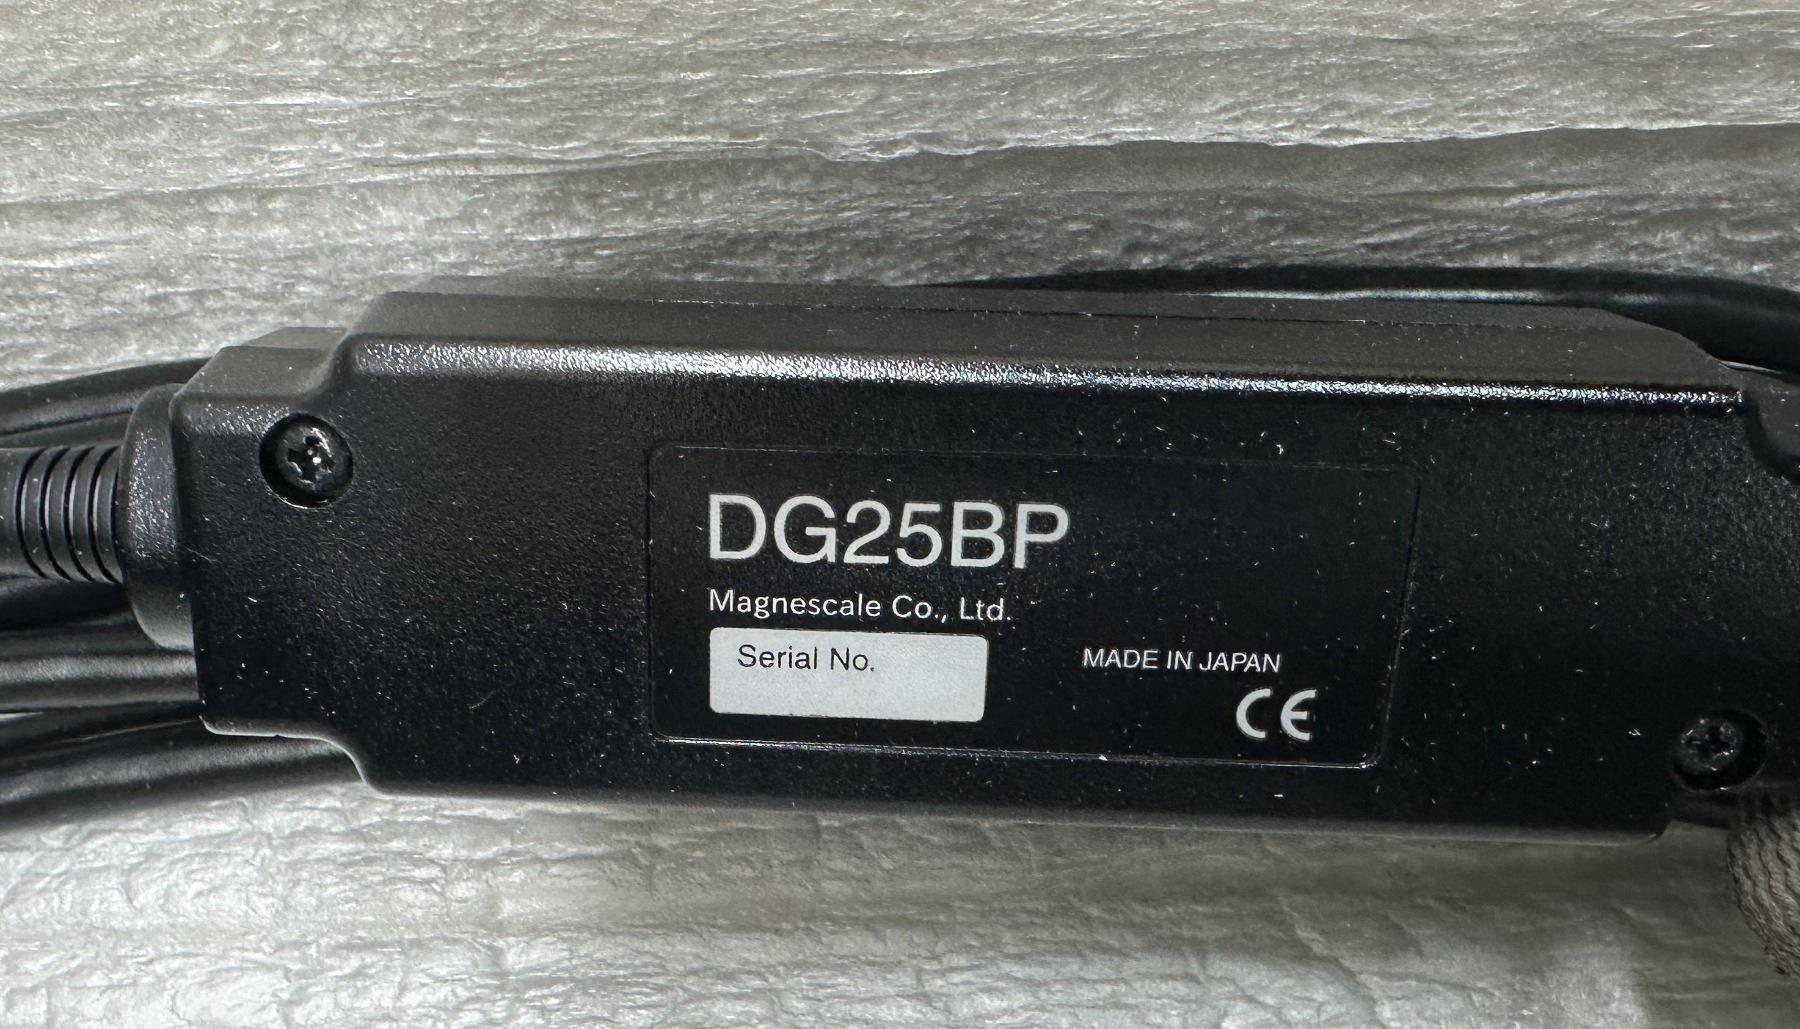 DG25BP
Magnescale Co., Ltd.
Serial No.
MADE IN JAPAN
CE